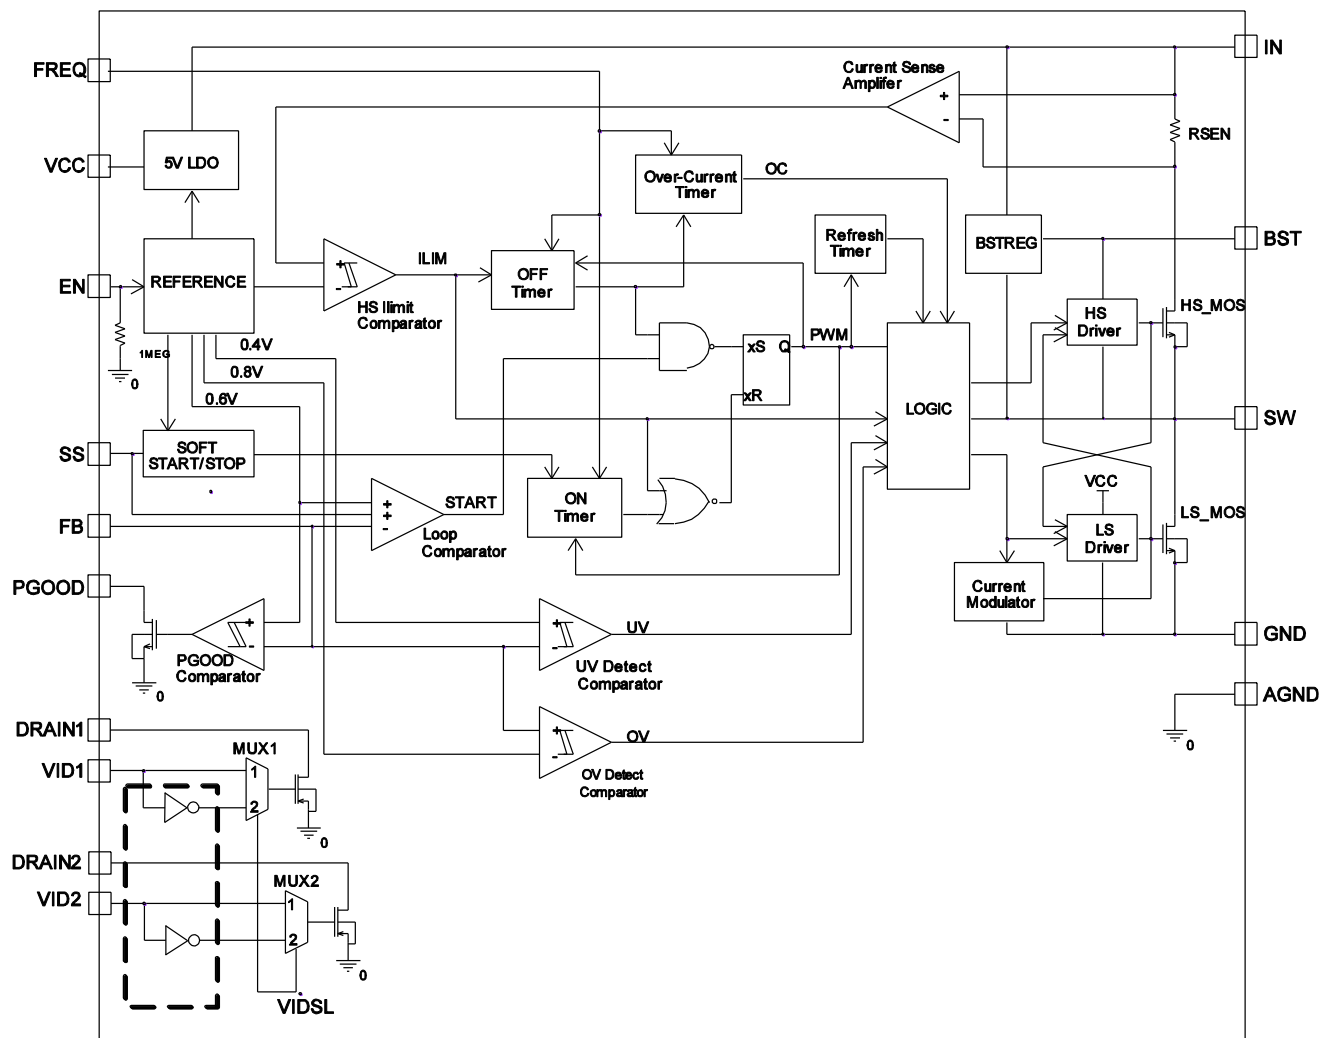 IN
FREQ
Current Sense
Amplifer
+
-
RSEN
VCC
5V LDO
Over-Current
Timer
OC
BST
Refresh
Timer
BSTREG
ILIM
EN
REFERENCE
OFF
Timer
+
-
HS Ilimit
Comparator
HS_MOS
HS
Driver
PWM
xS Q
xR
1MEG
0.4V
0.8V
0.6V
0
LOGIC
SW
SS
SOFT
START/STOP
VCC
START
ON
Timer
+
+
-
Loop
Comparator
LS_MOS
LS
Driver
FB
PGOOD
Current
Modulator
+
-
PGOOD
Comparator
0
+
-
UV
UV Detect
Comparator
GND
AGND
0
DRAIN1
+
-
OV
OV Detect
Comparator
MUX1
VID1
1
2
0
DRAIN2
MUX2
VID2
1
2
0
VIDSL